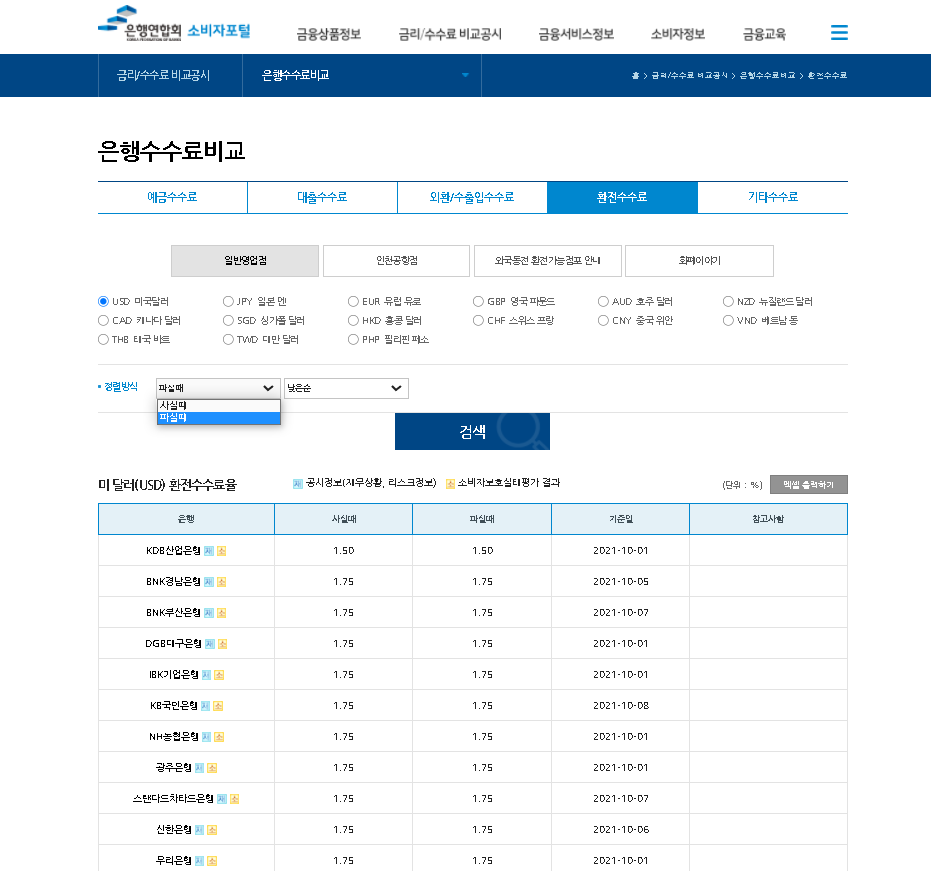 은행연합회 소비자포털
KOREA FEDERATION OF BANKS
금융상품정보 금리/수수료 비교공시 금융서비스정보 소비자정보 금융교육
금리/수수료 비교공시 은행수수료비교 홈 > 금리/수수료 비교공시 > 은행수수료비교 > 환전수수료
은행수수료비교
예금수수료 대출수수료 외환/수출입수수료 환전수수료 기타수수료
일반영업점 인천공항점 외국동전 환전가능점포 안내 화폐이야기
USD 미국달러 JPY 일본 엔 EUR 유럽 유로 GBP 영국 파운드 AUD 호주 달러 NZD 뉴질랜드 달러
CAD 캐나다 달러 SGD 싱가폴 달러 HKD 홍콩 달러 CHF 스위스 프랑 CNY 중국 위안 VND 베트남 동
THB 태국 바트 TWD 대만 달러 PHP 필리핀 페소
정렬방식 파실때 낮은순
사실때
파실때
검색
미 달러(USD) 환전수수료율 공시정보(재무상황, 리스크정보) 소 소비자보호실태평가 결과 (단위 : %) 엑셀 출력하기
은행 사실때 파실때 기준일 참고사항
KDB산업은행 소 1.50 1.50 2021-10-01
BNK경남은행 소 1.75 1.75 2021-10-05
BNK부산은행 소 1.75 1.75 2021-10-07
DGB대구은행 소 1.75 1.75 2021-10-01
IBK기업은행 소 1.75 1.75 2021-10-01
KB국민은행 소 1.75 1.75 2021-10-08
NH농협은행 소 1.75 1.75 2021-10-01
광주은행 소 1.75 1.75 2021-10-01
스탠다드차타드은행 소 1.75 1.75 2021-10-07
신한은행 소 1.75 1.75 2021-10-06
우리은행 소 1.75 1.75 2021-10-01